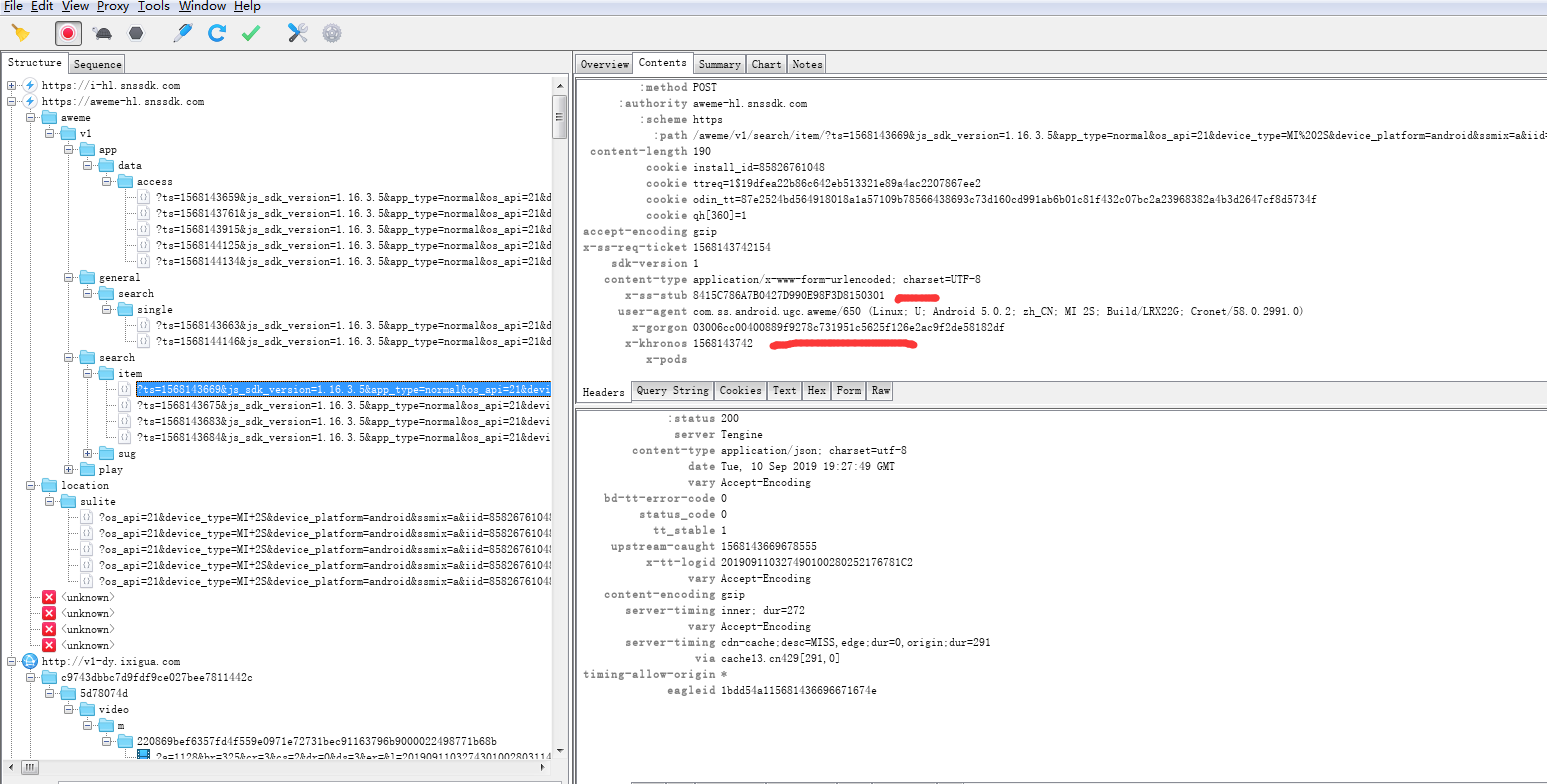 File Edit View Proxy Tools Window Help
Structure Sequence
https://i-hl.snssdk.com
https://aweme-hl.snssdk.com
aweme
v1
app
data
access
?ts=1568143659&js_sdk_version=1.16.3.5&app_type=normal&os_api=21&d
?ts=1568143761&js_sdk_version=1.16.3.5&app_type=normal&os_api=21&d
?ts=1568143915&js_sdk_version=1.16.3.5&app_type=normal&os_api=21&d
?ts=1568144125&js_sdk_version=1.16.3.5&app_type=normal&os_api=21&d
?ts=1568144134&js_sdk_version=1.16.3.5&app_type=normal&os_api=21&d
general
search
single
?ts=1568143663&js_sdk_version=1.16.3.5&app_type=normal&os_api=21&d
?ts=1568144146&js_sdk_version=1.16.3.5&app_type=normal&os_api=21&d
search
item
?ts=1568143669&js_sdk_version=1.16.3.5&app_type=normal&os_api=21&devi
?ts=1568143675&js_sdk_version=1.16.3.5&app_type=normal&os_api=21&devi
?ts=1568143683&js_sdk_version=1.16.3.5&app_type=normal&os_api=21&devi
?ts=1568143684&js_sdk_version=1.16.3.5&app_type=normal&os_api=21&devi
sug
play
location
sulite
?os_api=21&device_type=MI+2S&device_platform=android&ssmix=a&iid=85826761048
?os_api=21&device_type=MI+2S&device_platform=android&ssmix=a&iid=85826761048
?os_api=21&device_type=MI+2S&device_platform=android&ssmix=a&iid=85826761048
?os_api=21&device_type=MI+2S&device_platform=android&ssmix=a&iid=85826761048
?os_api=21&device_type=MI+2S&device_platform=android&ssmix=a&iid=85826761048
<unknown>
<unknown>
<unknown>
<unknown>
http://v1-dy.ixigua.com
c9743dbbc7d9fdf9ce027bee7811442c
5d78074d
video
m
220869bef6357fd4f559e0971e72731bec91163796b9000022498771b68b
?a=1128&br=325&cr=3&cs=2&dr=0&ds=3&er=&l=2019091103274301002803114
Overview Contents Summary Chart Notes
:method POST
:authority aweme-hl.snssdk.com
:scheme https
:path /aweme/v1/search/item/?ts=1568143669&js_sdk_version=1.16.3.5&app_type=normal&os_api=21&device_type=MI%202S&device_platform=android&ssmix=a&iid=
content-length 190
cookie install_id=85826761048
cookie ttreq=1$19dfea22b86c642eb513321e89a4ac2207867ee2
cookie odin_tt=87e2524bd564918018a1a57109b78566438693c73d160cd991ab6b01c81f432c07bc2a23968382a4b3d2647cf8d5734f
cookie qh[360]=1
accept-encoding gzip
x-ss-req-ticket 1568143742154
sdk-version 1
content-type application/x-www-form-urlencoded; charset=UTF-8
x-ss-stub 8415C786A7B0427D990E98F3D8150301
user-agent com.ss.android.ugc.aweme/650 (Linux; U; Android 5.0.2; zh_CN; MI 2S; Build/LRX22G; Cronet/58.0.2991.0)
x-gorgon 03006cc00400889f9278c731951c5625f126e2ac9f2de58182df
x-khronos 1568143742
x-pods
Headers Query String Cookies Text Hex Form Raw
:status 200
server Tengine
content-type application/json; charset=utf-8
date Tue, 10 Sep 2019 19:27:49 GMT
vary Accept-Encoding
bd-tt-error-code 0
status_code 0
tt_stable 1
upstream-caught 1568143669678555
x-tt-logid 201909110327490100280252176781C2
vary Accept-Encoding
content-encoding gzip
server-timing inner; dur=272
vary Accept-Encoding
server-timing cdn-cache;desc=MISS,edge;dur=0,origin;dur=291
via cache13.cn429[291,0]
timing-allow-origin *
eagleid 1bdd54a115681436696671674e